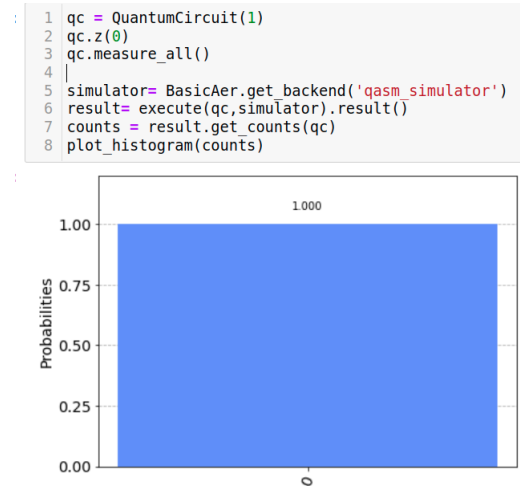 1 qc = QuantumCircuit(1)
2 qc.z(0)
3 qc.measure_all()
4
5 simulator= BasicAer.get_backend('qasm_simulator')
6 result= execute(qc,simulator).result()
7 counts = result.get_counts(qc)
8 plot_histogram(counts)
1.000
1.00
0.75
0.50
0.25
0.00
Probabilities
0